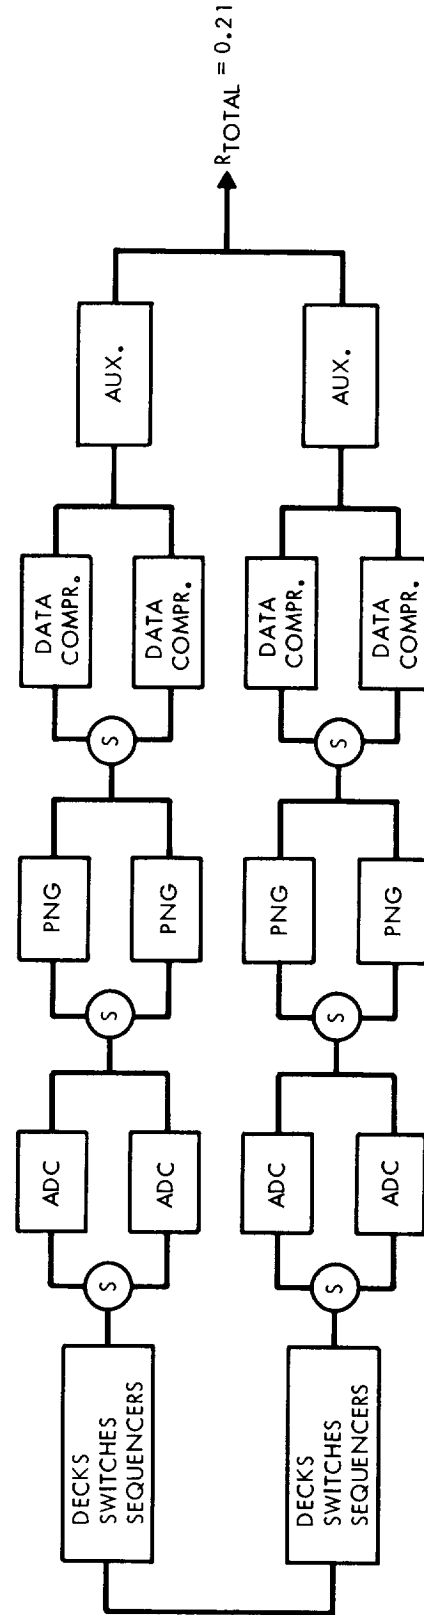 DECKS
SWITCHES
SEQUENCERS
S
ADC
ADC
S
PNG
PNG
S
DATA
COMPR.
DATA
COMPR.
AUX.
DECKS
SWITCHES
SEQUENCERS
S
ADC
ADC
S
PNG
PNG
S
DATA
COMPR.
DATA
COMPR.
AUX.
RTOTAL = 0.21